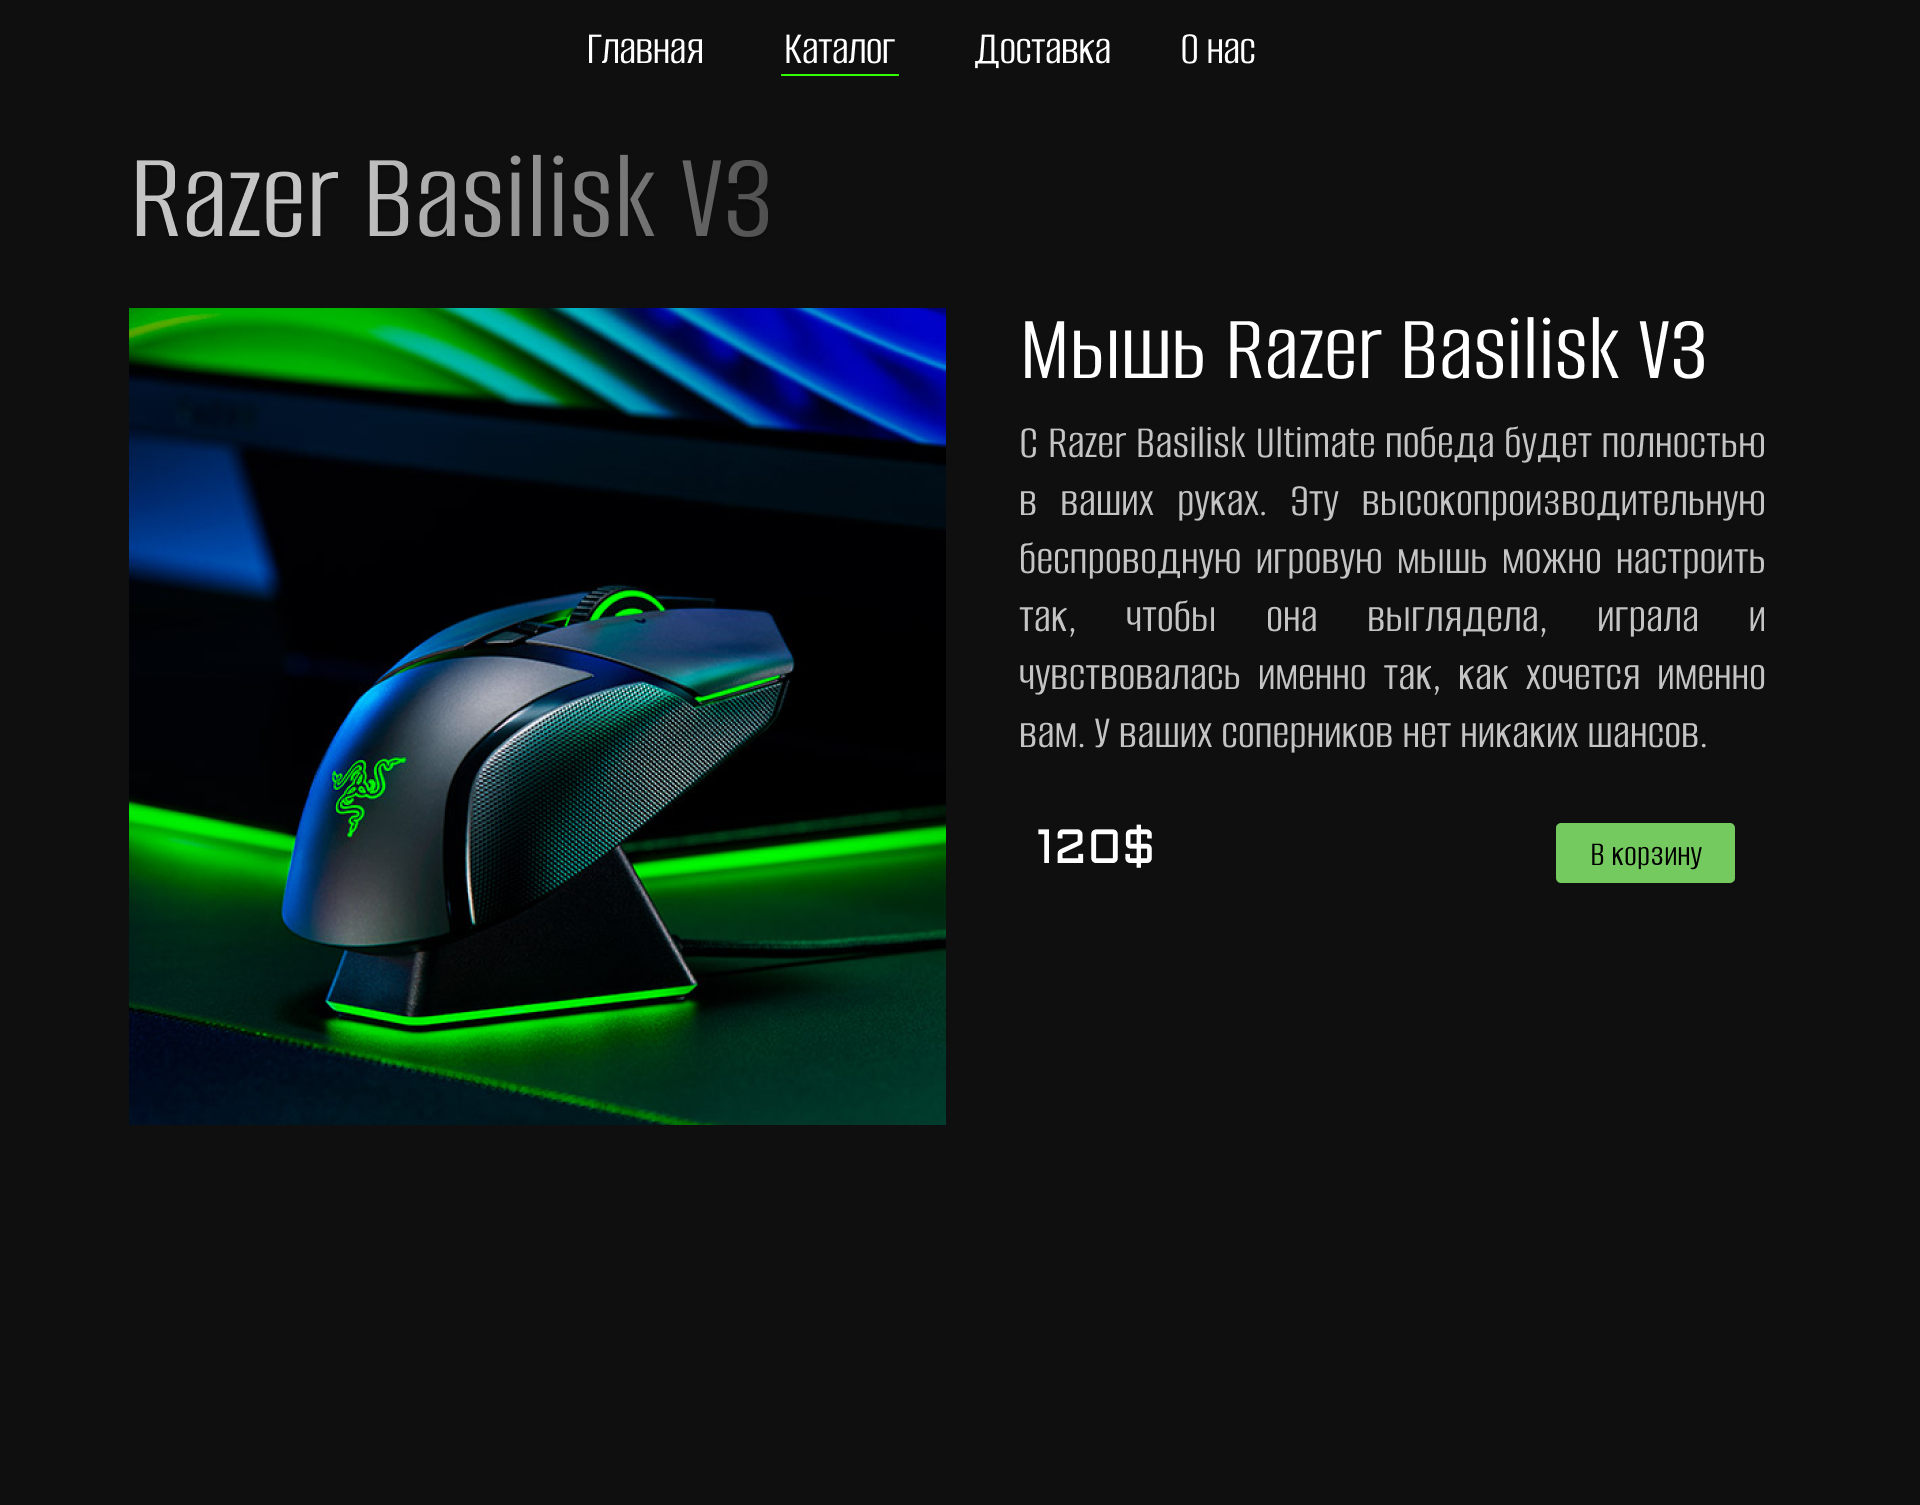 Главная Каталог Доставка О нас
Razer Basilisk V3
Мышь Razer Basilisk V3
С Razer Basilisk Ultimate победа будет полностью
в ваших руках. Эту высокопроизводительную
беспроводную игровую мышь можно настроить
так, чтобы она выглядела, играла и
чувствовалась именно так, как хочется именно
вам. У ваших соперников нет никаких шансов.
120$ В корзину